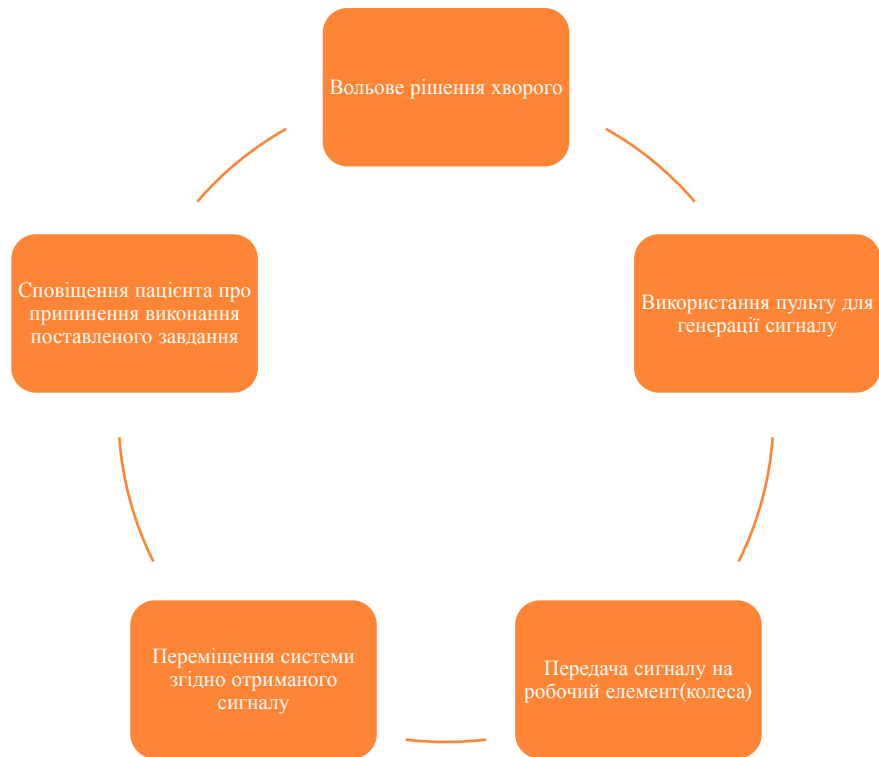 Вольове рішення хворого
Використання пульту для
генерації сигналу
Передача сигналу на
робочий елемент(колеса)
Переміщення системи
згідно отриманого
сигналу
Сповіщення пацієнта про
припинення виконання
поставленого завдання